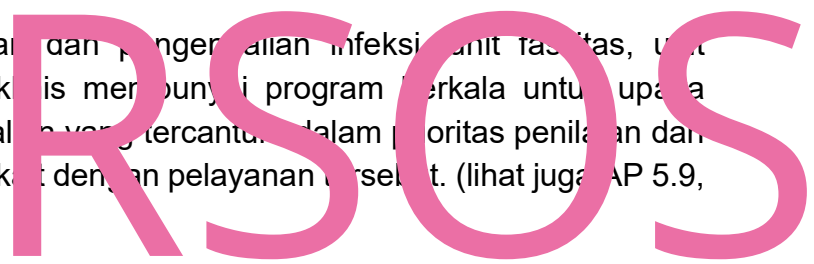 dan pengendalian infeksi, unit fasilitas, unit
mempunyai program berkala untuk upaya
yang tercantum dalam prioritas penilaian dan
dengan pelayanan tersebut. (lihat juga AP 5.9,
RSOS